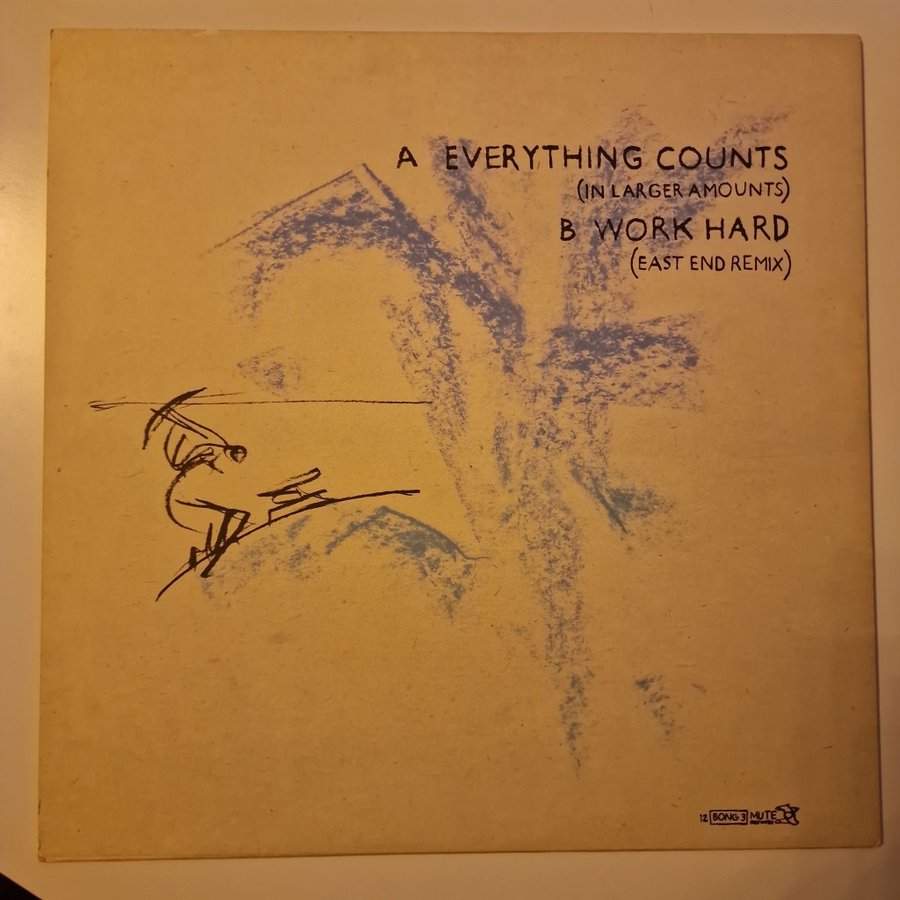 A EVERYTHING COUNTS
(IN LARGER AMOUNTS)
B WORK HARD
(EAST END REMIX)
12 BONG 3 MUTE